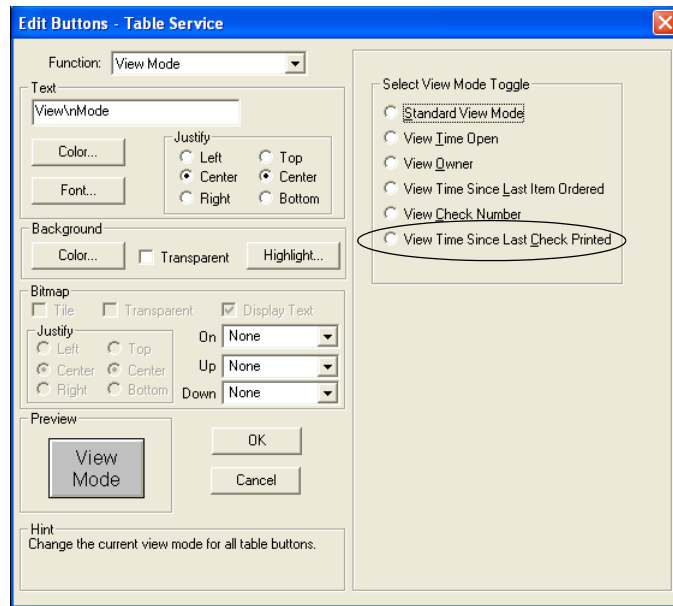 Edit Buttons - Table Service
Function: View Mode
Text
View\nMode
Color...
Font...
Justify
Left Top
Center Center
Right Bottom
Background
Color... Transparent Highlight...
Bitmap
Tile Transparent Display Text
Justify
Left Top
Center Center
Right Bottom
On None
Up None
Down None
Preview
View
Mode
OK
Cancel
Hint
Change the current view mode for all table buttons.
Select View Mode Toggle
Standard View Mode
View Time Open
View Owner
View Time Since Last Item Ordered
View Check Number
View Time Since Last Check Printed